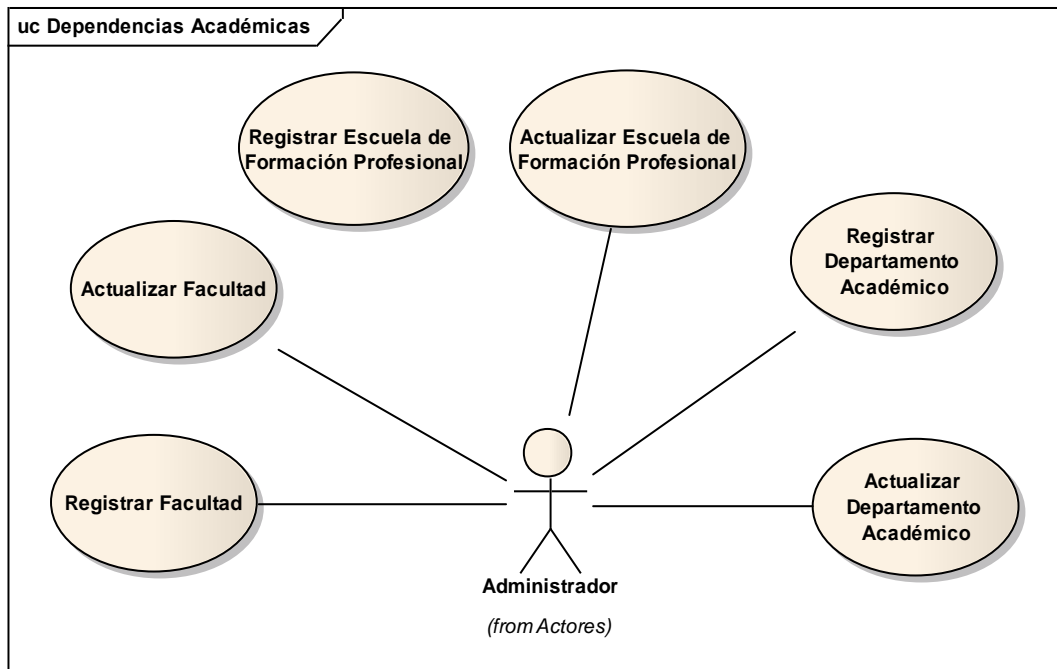 uc Dependencias Académicas
Registrar Escuela de
Formación Profesional
Actualizar Escuela de
Formación Profesional
Registrar
Departamento
Académico
Actualizar Facultad
Registrar Facultad
Actualizar
Departamento
Académico
Administrador
(from Actores)